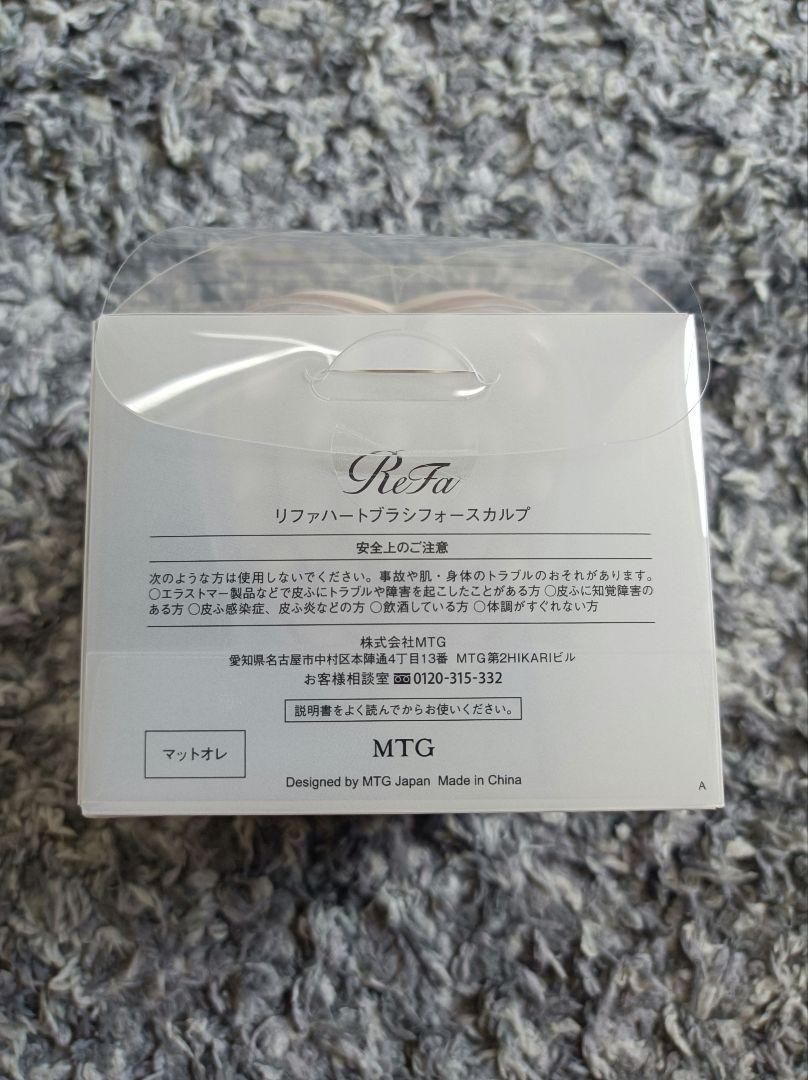 ReFa
リファハートブラシフォースカルプ
安全上のご注意
次のような方は使用しないでください。事故や肌・身体のトラブルのおそれがあります。
○エラストマー製品などで皮ふにトラブルや障害を起こしたことがある方 ○皮ふに知覚障害の
ある方 ○皮ふ感染症、皮ふ炎などの方 ○飲酒している方 ○体調がすぐれない方
株式会社MTG
愛知県名古屋市中村区本陣通4丁目13番 MTG第2HIKARIビル
お客様相談室 0120-315-332
説明書をよく読んでからお使いください。
マットオレ
MTG
Designed by MTG Japan Made in China
A